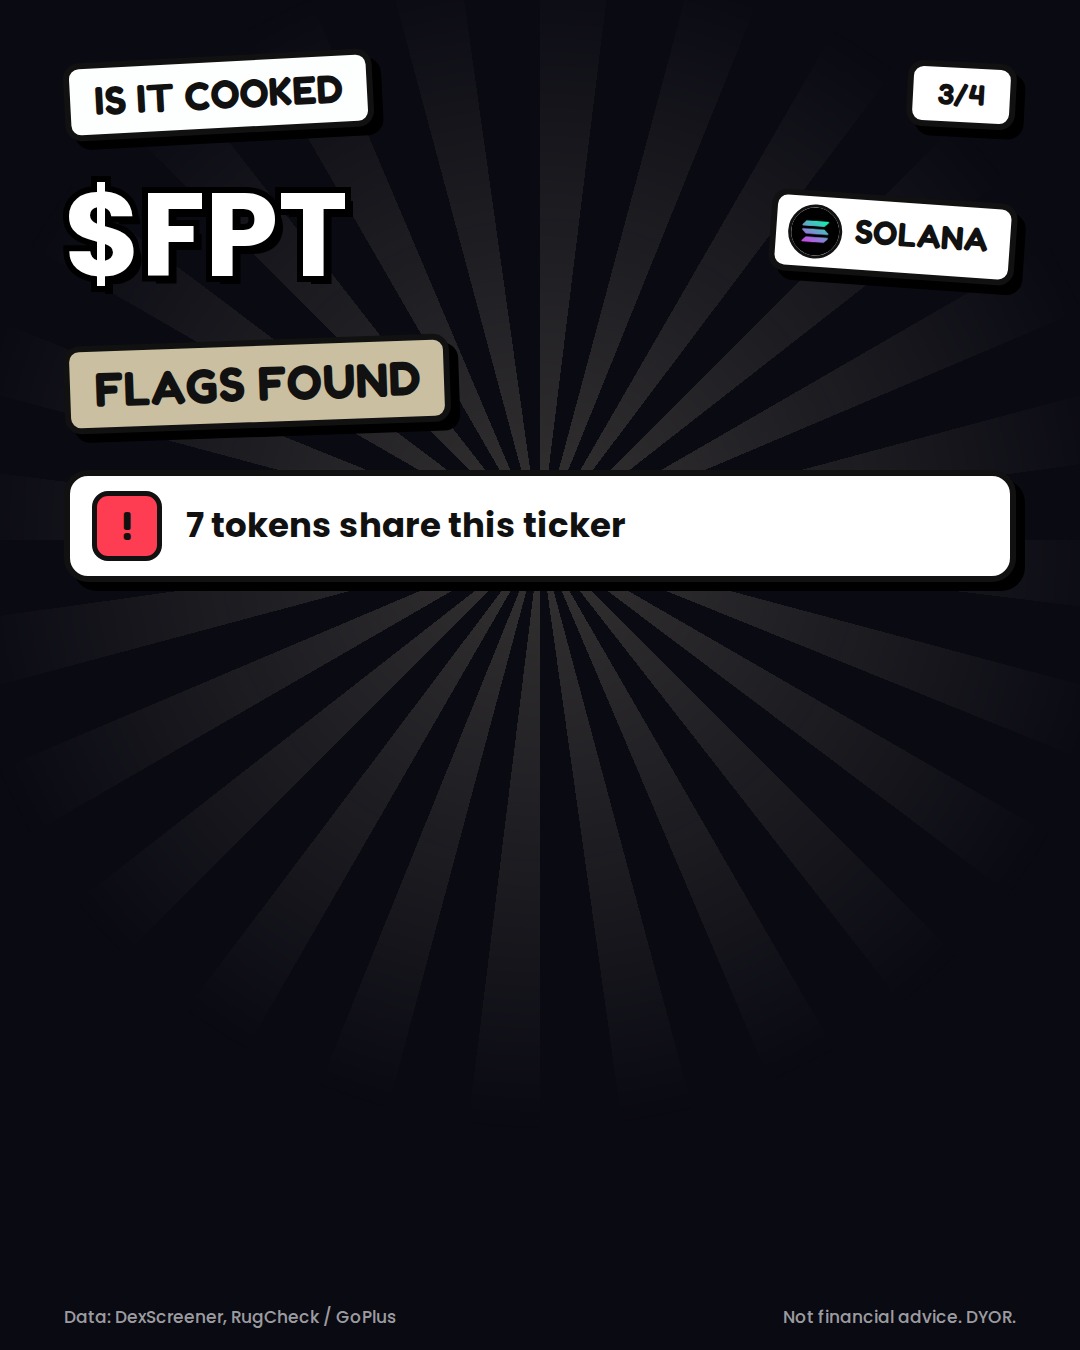 IS IT COOKED
3/4
$FPT
SOLANA
FLAGS FOUND
! 7 tokens share this ticker
Data: DexScreener, RugCheck / GoPlus
Not financial advice. DYOR.